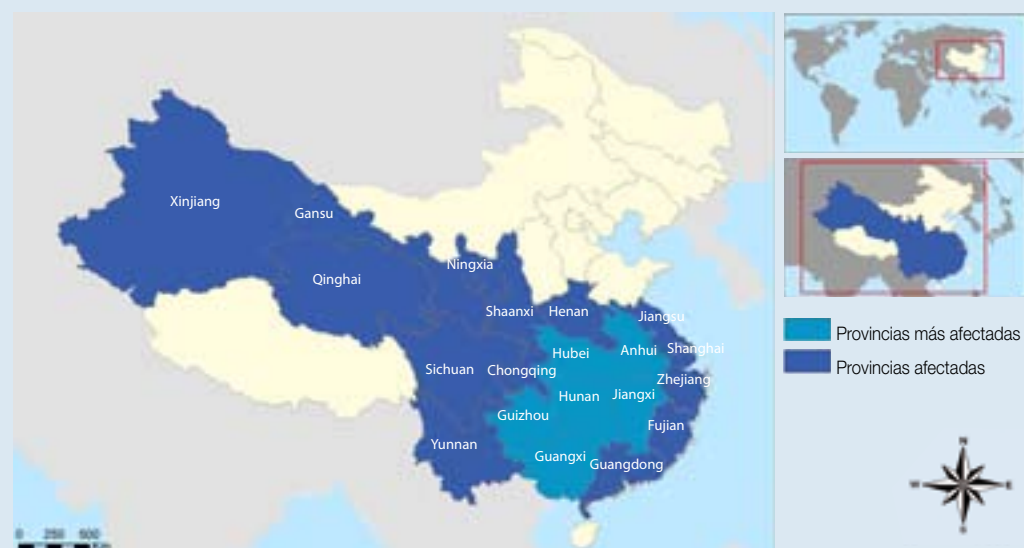 Xinjiang
Gansu
Qinghai
Ningxia
Shaanxi
Henan
Jiangsu
Hubei
Anhui
Shanghai
Sichuan
Chongqing
Zhejiang
Hunan
Jiangxi
Guizhou
Fujian
Yunnan
Guangxi
Guangdong
Provincias más afectadas
Provincias afectadas
N
W
E
S
0 250 500
Km